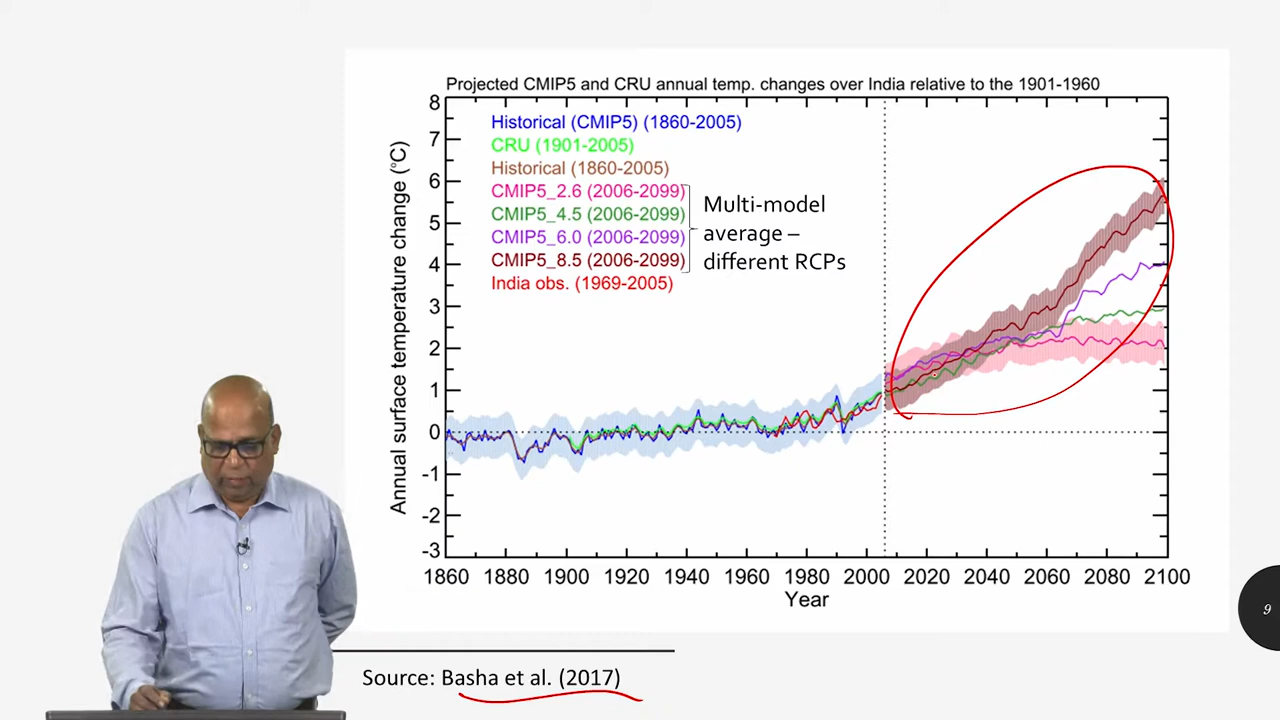 Projected CMIP5 and CRU annual temp. changes over India relative to the 1901-1960
8
7
6
5
4
3
2
1
0
-1
-2
-3
Annual surface temperature change (°C)
Historical (CMIP5) (1860-2005)
CRU (1901-2005)
Historical (1860-2005)
CMIP5_2.6 (2006-2099)
CMIP5_4.5 (2006-2099)
CMIP5_6.0 (2006-2099)
CMIP5_8.5 (2006-2099)
India obs. (1969-2005)
Multi-model
average –
different RCPs
1860 1880 1900 1920 1940 1960 1980 2000 2020 2040 2060 2080 2100
Year
9
Source: Basha et al. (2017)